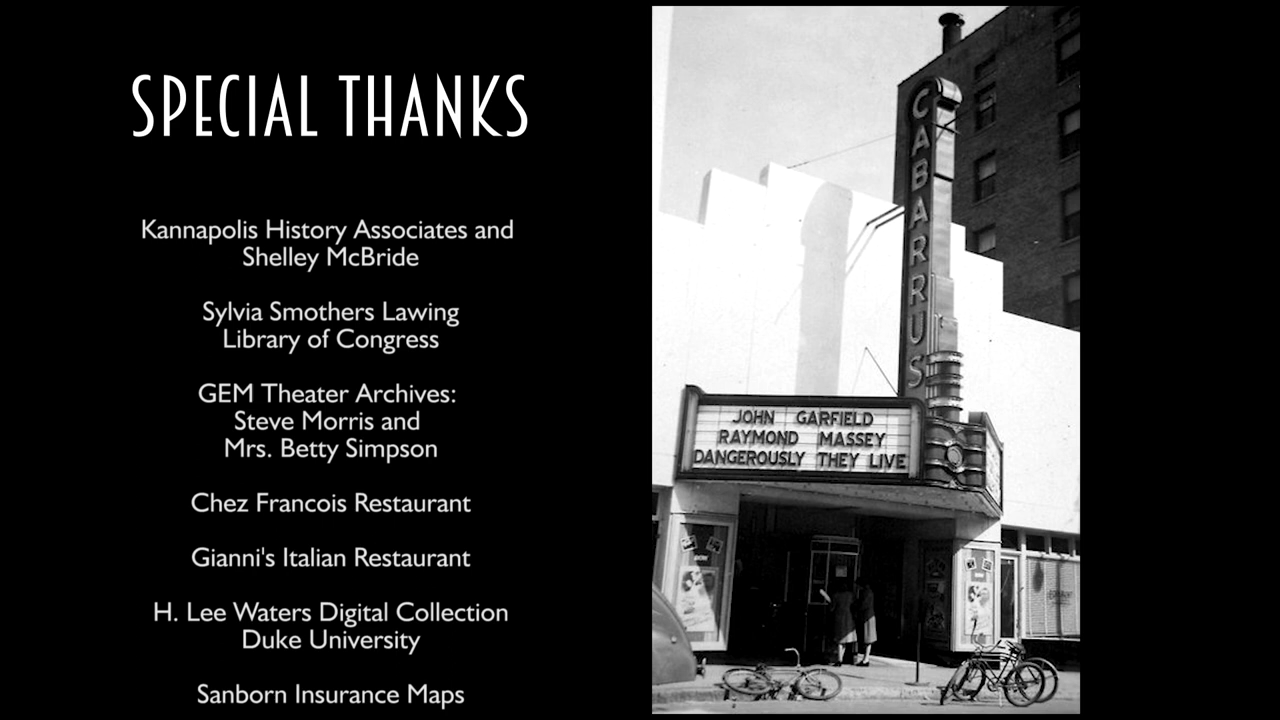 SPECIAL THANKS
Kannapolis History Associates and
Shelley McBride
Sylvia Smothers Lawing
Library of Congress
GEM Theater Archives:
Steve Morris and
Mrs. Betty Simpson
Chez Francois Restaurant
Gianni's Italian Restaurant
H. Lee Waters Digital Collection
Duke University
Sanborn Insurance Maps
CABARRUS
JOHN GARFIELD
RAYMOND MASSEY
DANGEROUSLY THEY LIVE